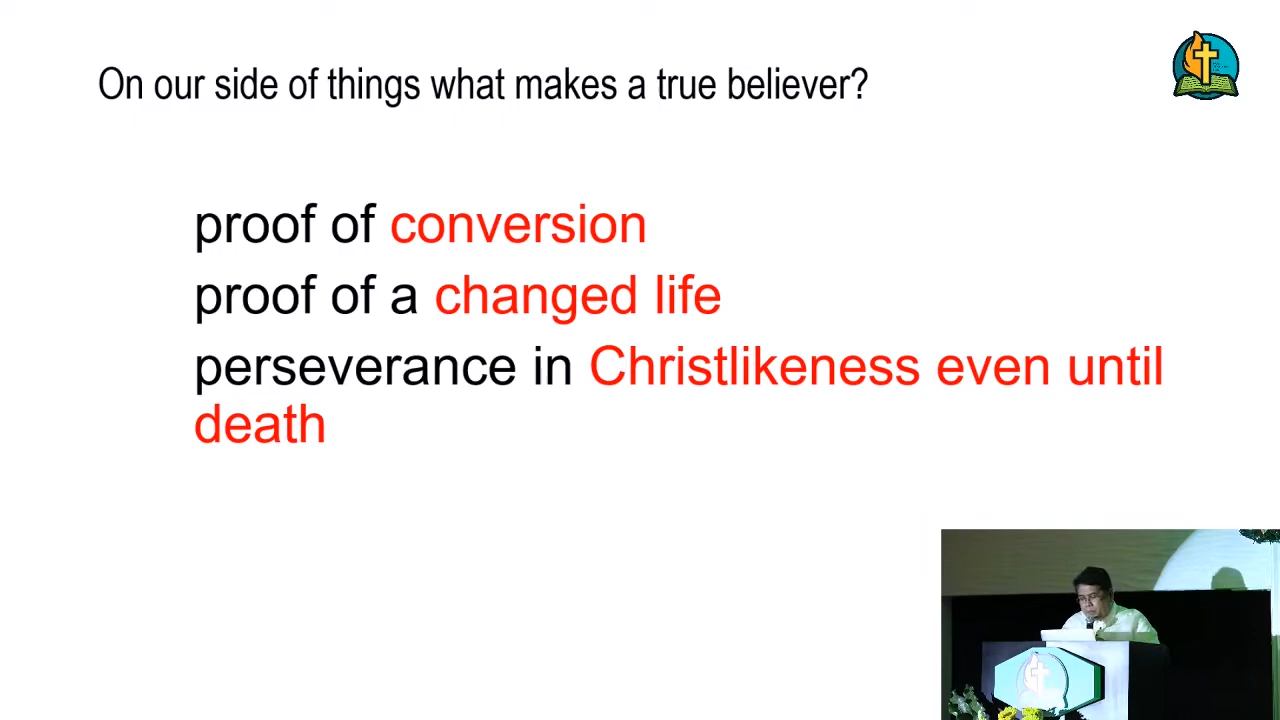 On our side of things what makes a true believer?
proof of conversion
proof of a changed life
perseverance in Christlikeness even until
death